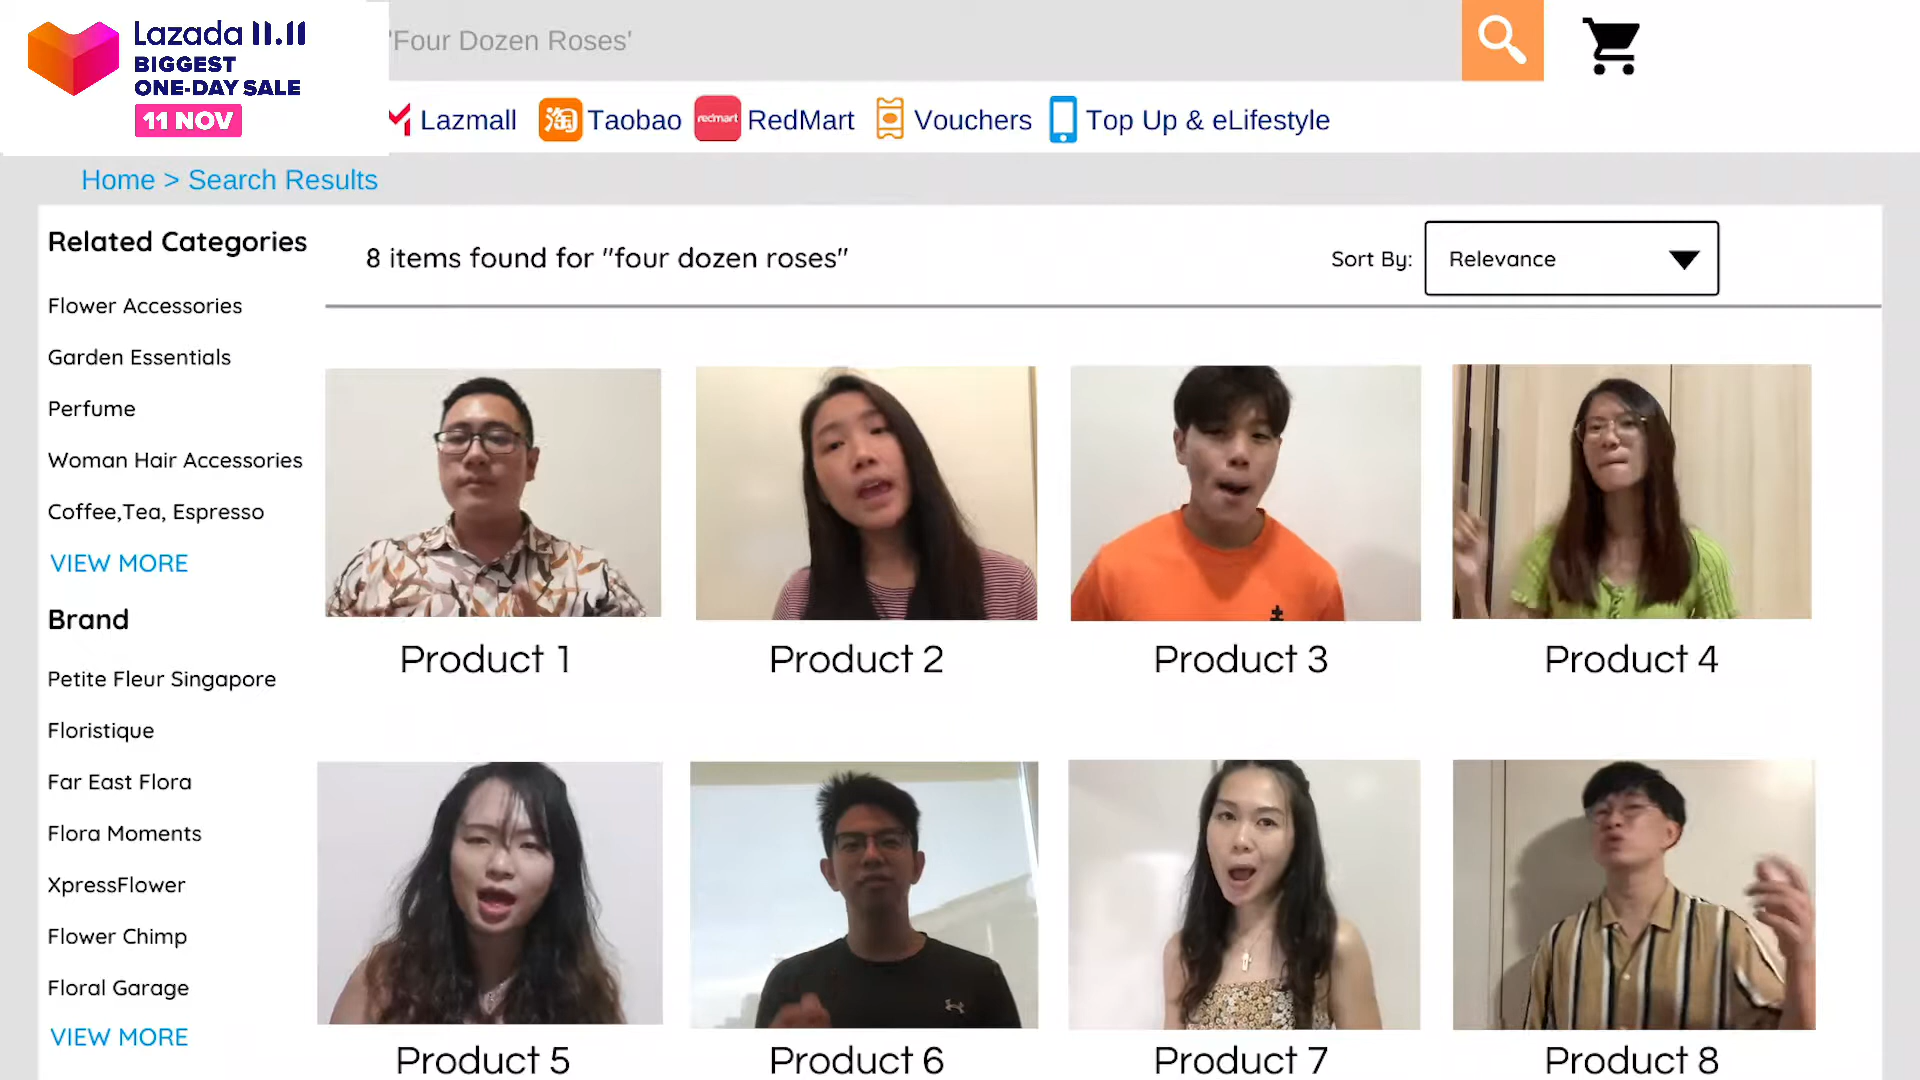 Lazada 11.11
BIGGEST
ONE-DAY SALE
11 NOV
'Four Dozen Roses'
Lazmall
淘 Taobao
redmart RedMart
Vouchers
Top Up & eLifestyle
Home > Search Results
Related Categories
Flower Accessories
Garden Essentials
Perfume
Woman Hair Accessories
Coffee,Tea, Espresso
VIEW MORE
Brand
Petite Fleur Singapore
Floristique
Far East Flora
Flora Moments
XpressFlower
Flower Chimp
Floral Garage
VIEW MORE
8 items found for "four dozen roses"
Sort By:
Relevance
Product 1
Product 2
Product 3
Product 4
Product 5
Product 6
Product 7
Product 8